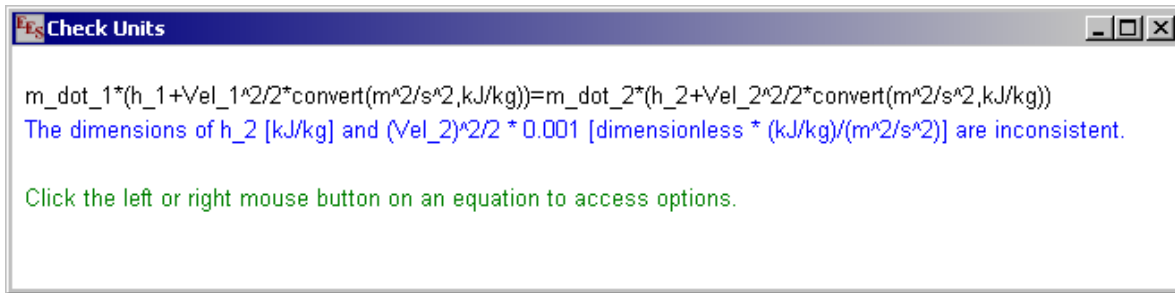 EES Check Units
m_dot_1*(h_1+Vel_1^2/2*convert(m^2/s^2,kJ/kg))=m_dot_2*(h_2+Vel_2^2/2*convert(m^2/s^2,kJ/kg))
The dimensions of h_2 [kJ/kg] and (Vel_2)^2/2 * 0.001 [dimensionless * (kJ/kg)/(m^2/s^2)] are inconsistent.
Click the left or right mouse button on an equation to access options.